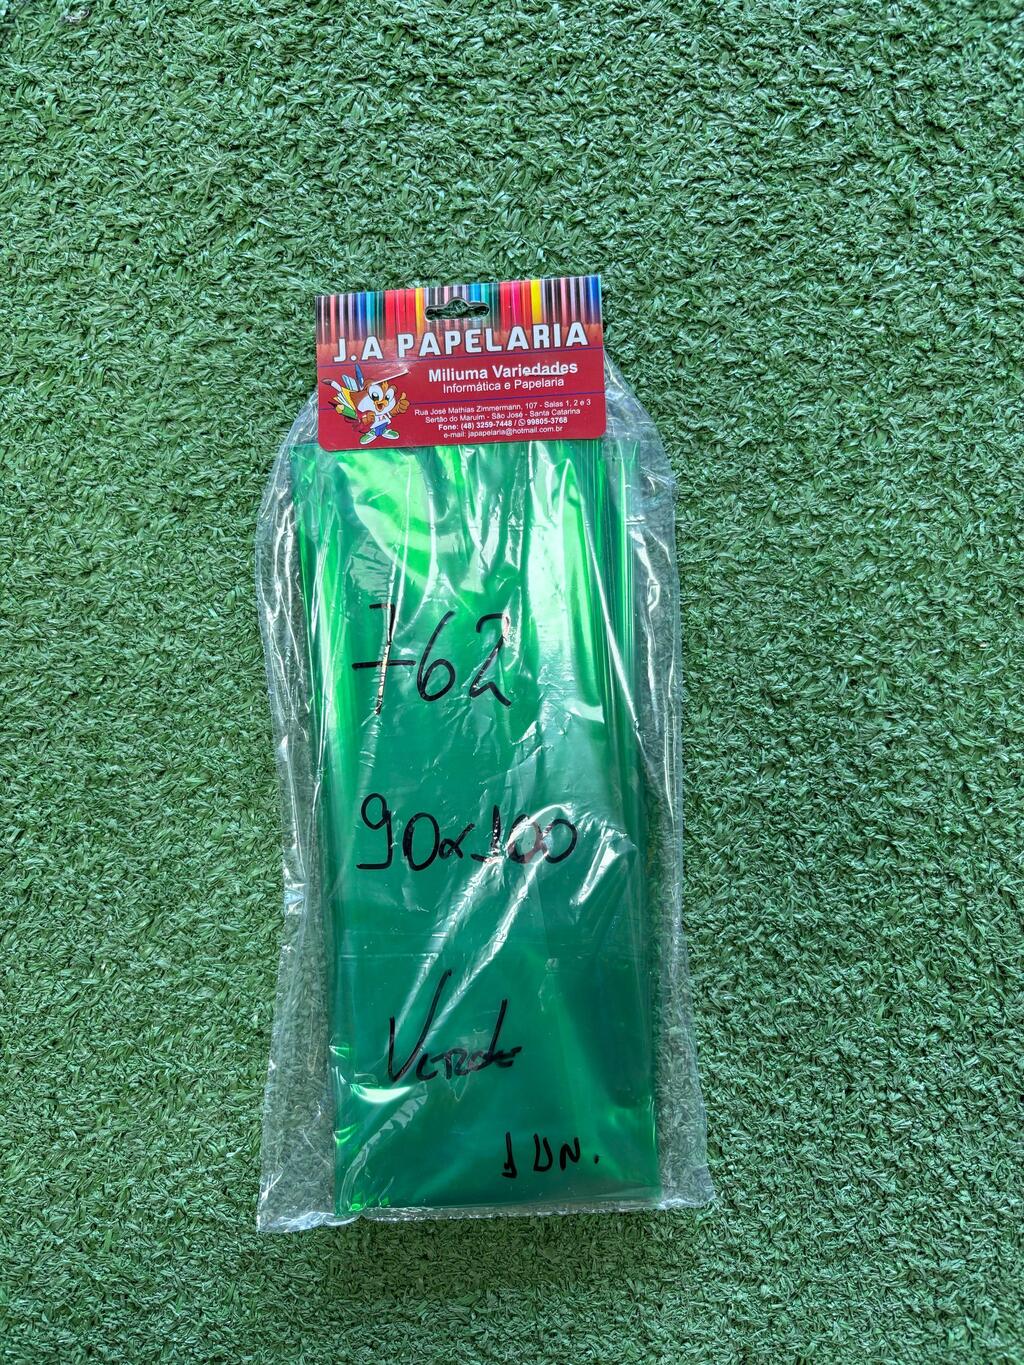 J.A PAPELARIA
Miliuma Variedades
Informática e Papelaria
Rua José Mathias Zimmermann, 107 - Salas 1, 2 e 3
Sertão do Maruim - São José - Santa Catarina
Fone: (48) 3259-7448 / 99805-3768
e-mail: japapelaria@hotmail.com.br
762
90x100
Verde
1 UN.